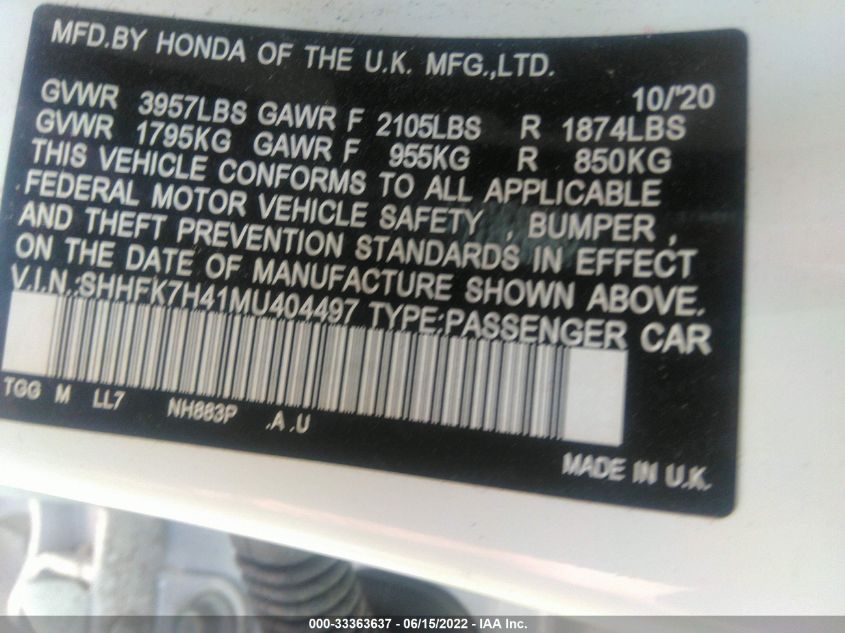 MFD.BY HONDA OF THE U.K. MFG.,LTD.
10/'20
GVWR 3957LBS GAWR F 2105LBS R 1874LBS
GVWR 1795KG GAWR F 955KG R 850KG
THIS VEHICLE CONFORMS TO ALL APPLICABLE
FEDERAL MOTOR VEHICLE SAFETY , BUMPER ,
AND THEFT PREVENTION STANDARDS IN EFFECT
ON THE DATE OF MANUFACTURE SHOWN ABOVE.
V.I.N.:SHHFK7H41MU404497 TYPE:PASSENGER CAR
TGG M LL7 NH883P .A .U
MADE IN U.K.
000-33363637 - 06/15/2022 - IAAI.com